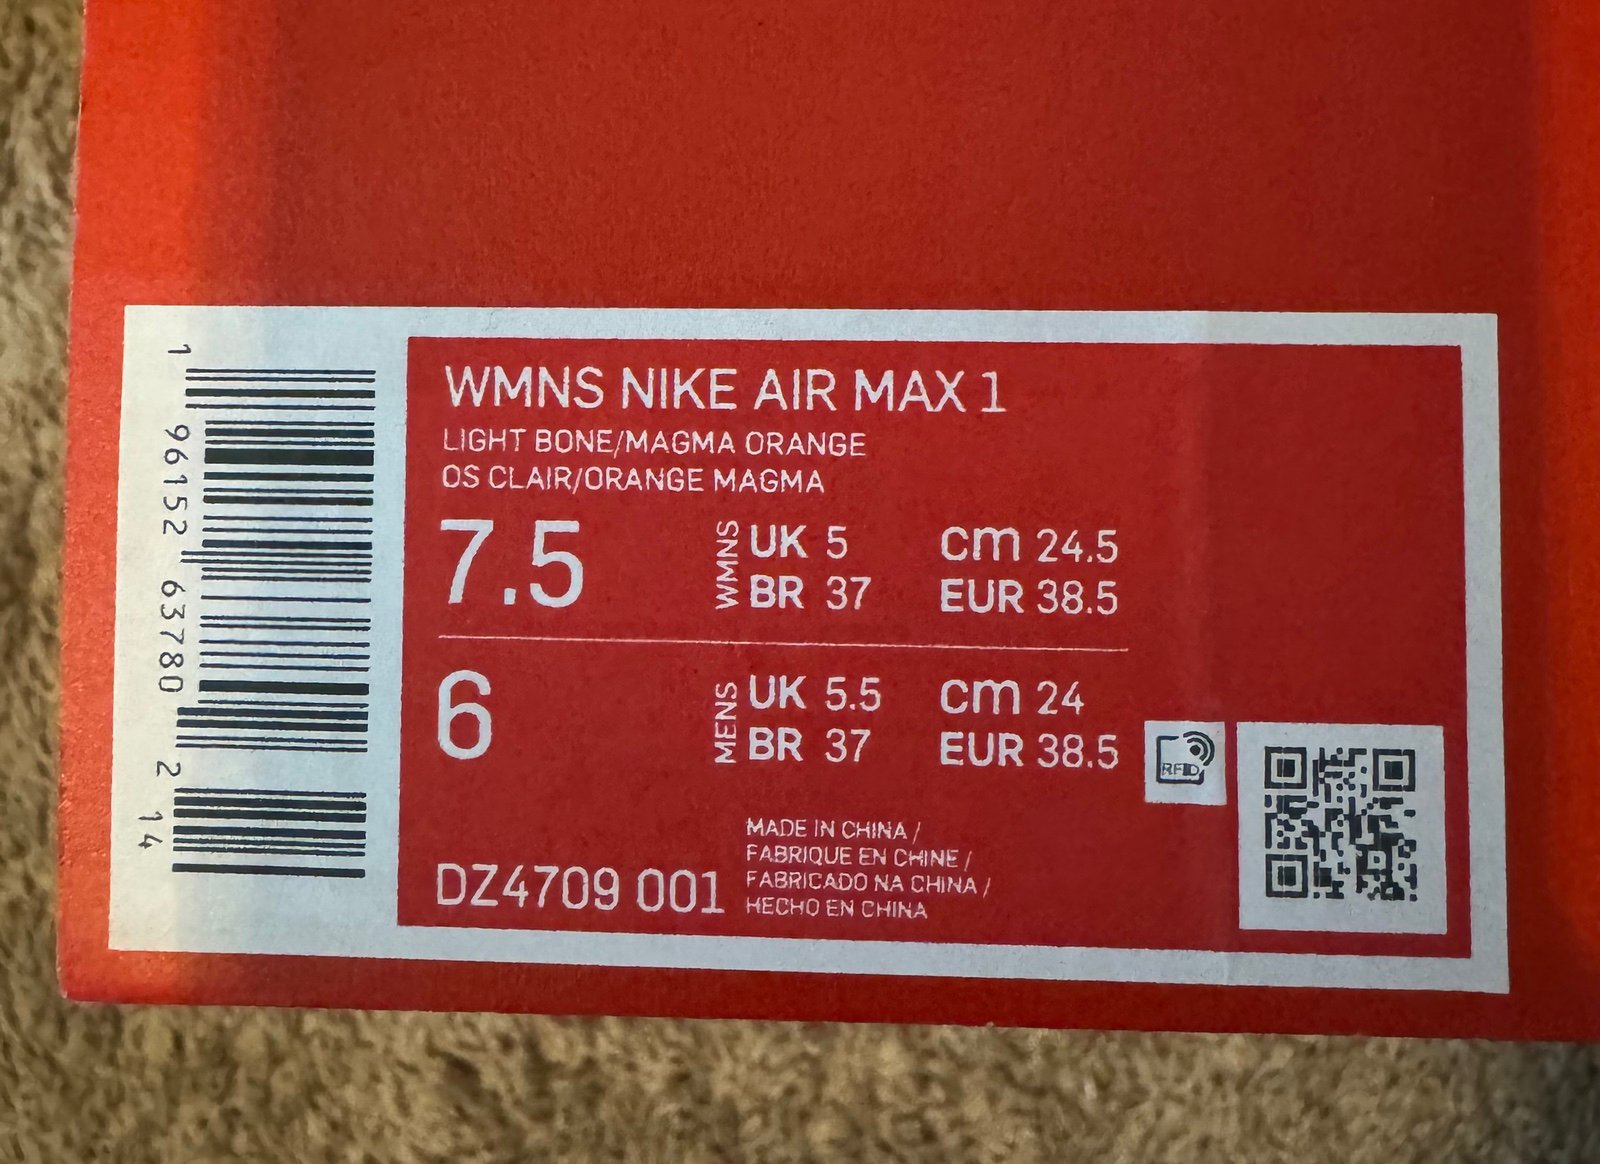 1 96152 63780 2 14
WMNS NIKE AIR MAX 1
LIGHT BONE/MAGMA ORANGE
OS CLAIR/ORANGE MAGMA
7.5 WMNS UK 5 cm 24.5
BR 37 EUR 38.5
6 MENS UK 5.5 cm 24
BR 37 EUR 38.5
RFID
DZ4709 001
MADE IN CHINA /
FABRIQUE EN CHINE /
FABRICADO NA CHINA /
HECHO EN CHINA